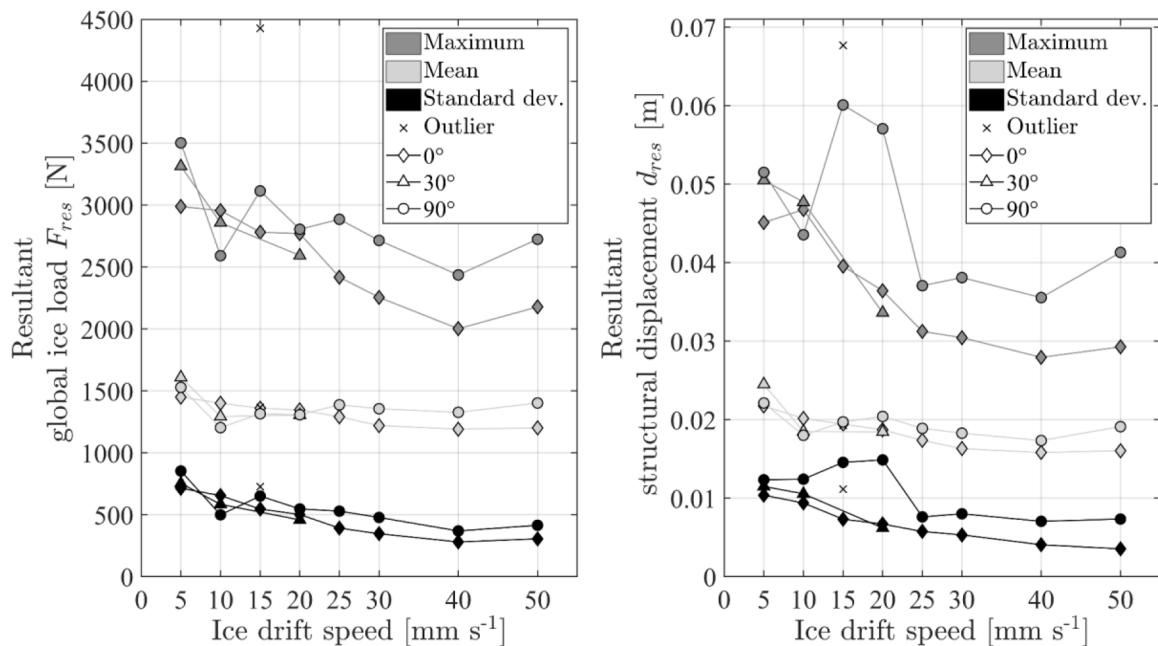 Resultant
global ice load F_res [N]
4500
4000
3500
3000
2500
2000
1500
1000
500
0
Maximum
Mean
Standard dev.
Outlier
0°
30°
90°
0 5 10 15 20 25 30 40 50
Ice drift speed [mm s⁻¹]
Resultant
structural displacement d_res [m]
0.07
0.06
0.05
0.04
0.03
0.02
0.01
0
Maximum
Mean
Standard dev.
Outlier
0°
30°
90°
0 5 10 15 20 25 30 40 50
Ice drift speed [mm s⁻¹]